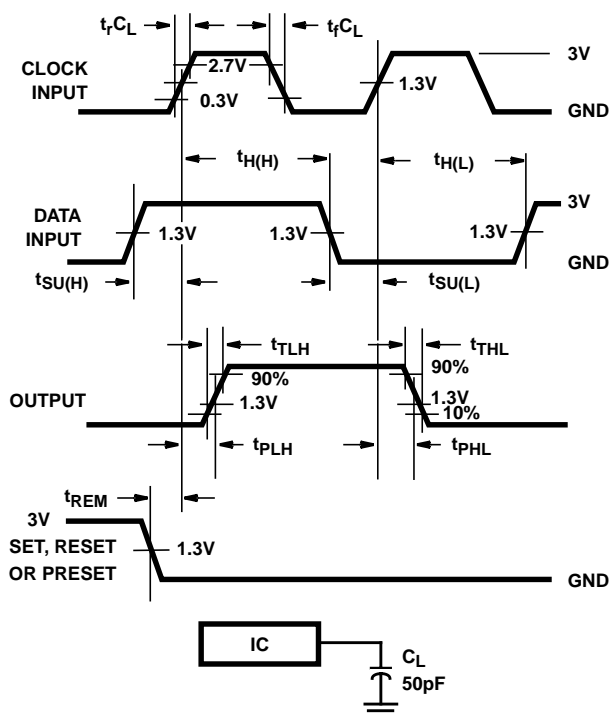 trCL
tfCL
CLOCK
INPUT
2.7V
0.3V
1.3V
3V
GND
tH(H)
tH(L)
DATA
INPUT
1.3V
1.3V
1.3V
3V
GND
tSU(H)
tSU(L)
tTLH
tTHL
90%
90%
OUTPUT
1.3V
1.3V
10%
tPLH
tPHL
tREM
3V
SET, RESET
OR PRESET
1.3V
GND
IC
CL
50pF